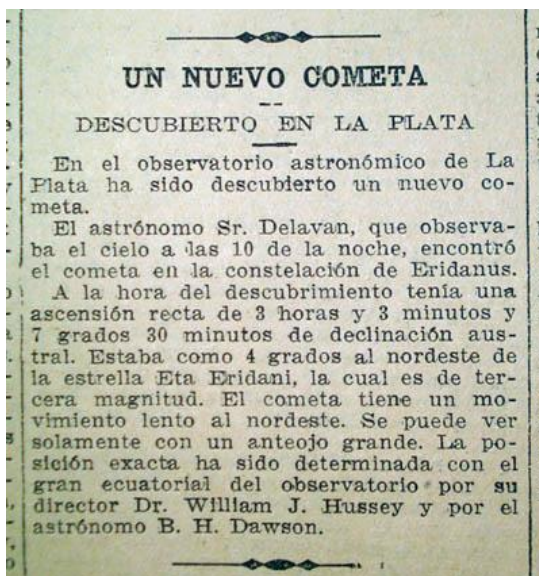 UN NUEVO COMETA
DESCUBIERTO EN LA PLATA
En el observatorio astronómico de La
Plata ha sido descubierto un nuevo co-
meta.
El astrónomo Sr. Delavan, que observa-
ba el cielo a las 10 de la noche, encontró
el cometa en la constelación de Eridanus.
A la hora del descubrimiento tenía una
ascensión recta de 3 horas y 3 minutos y
7 grados 30 minutos de declinación aus-
tral. Estaba como 4 grados al nordeste de
la estrella Eta Eridani, la cual es de ter-
cera magnitud. El cometa tiene un mo-
vimiento lento al nordeste. Se puede ver
solamente con un anteojo grande. La po-
sición exacta ha sido determinada con el
gran ecuatorial del observatorio por su
director Dr. William J. Hussey y por el
astrónomo B. H. Dawson.